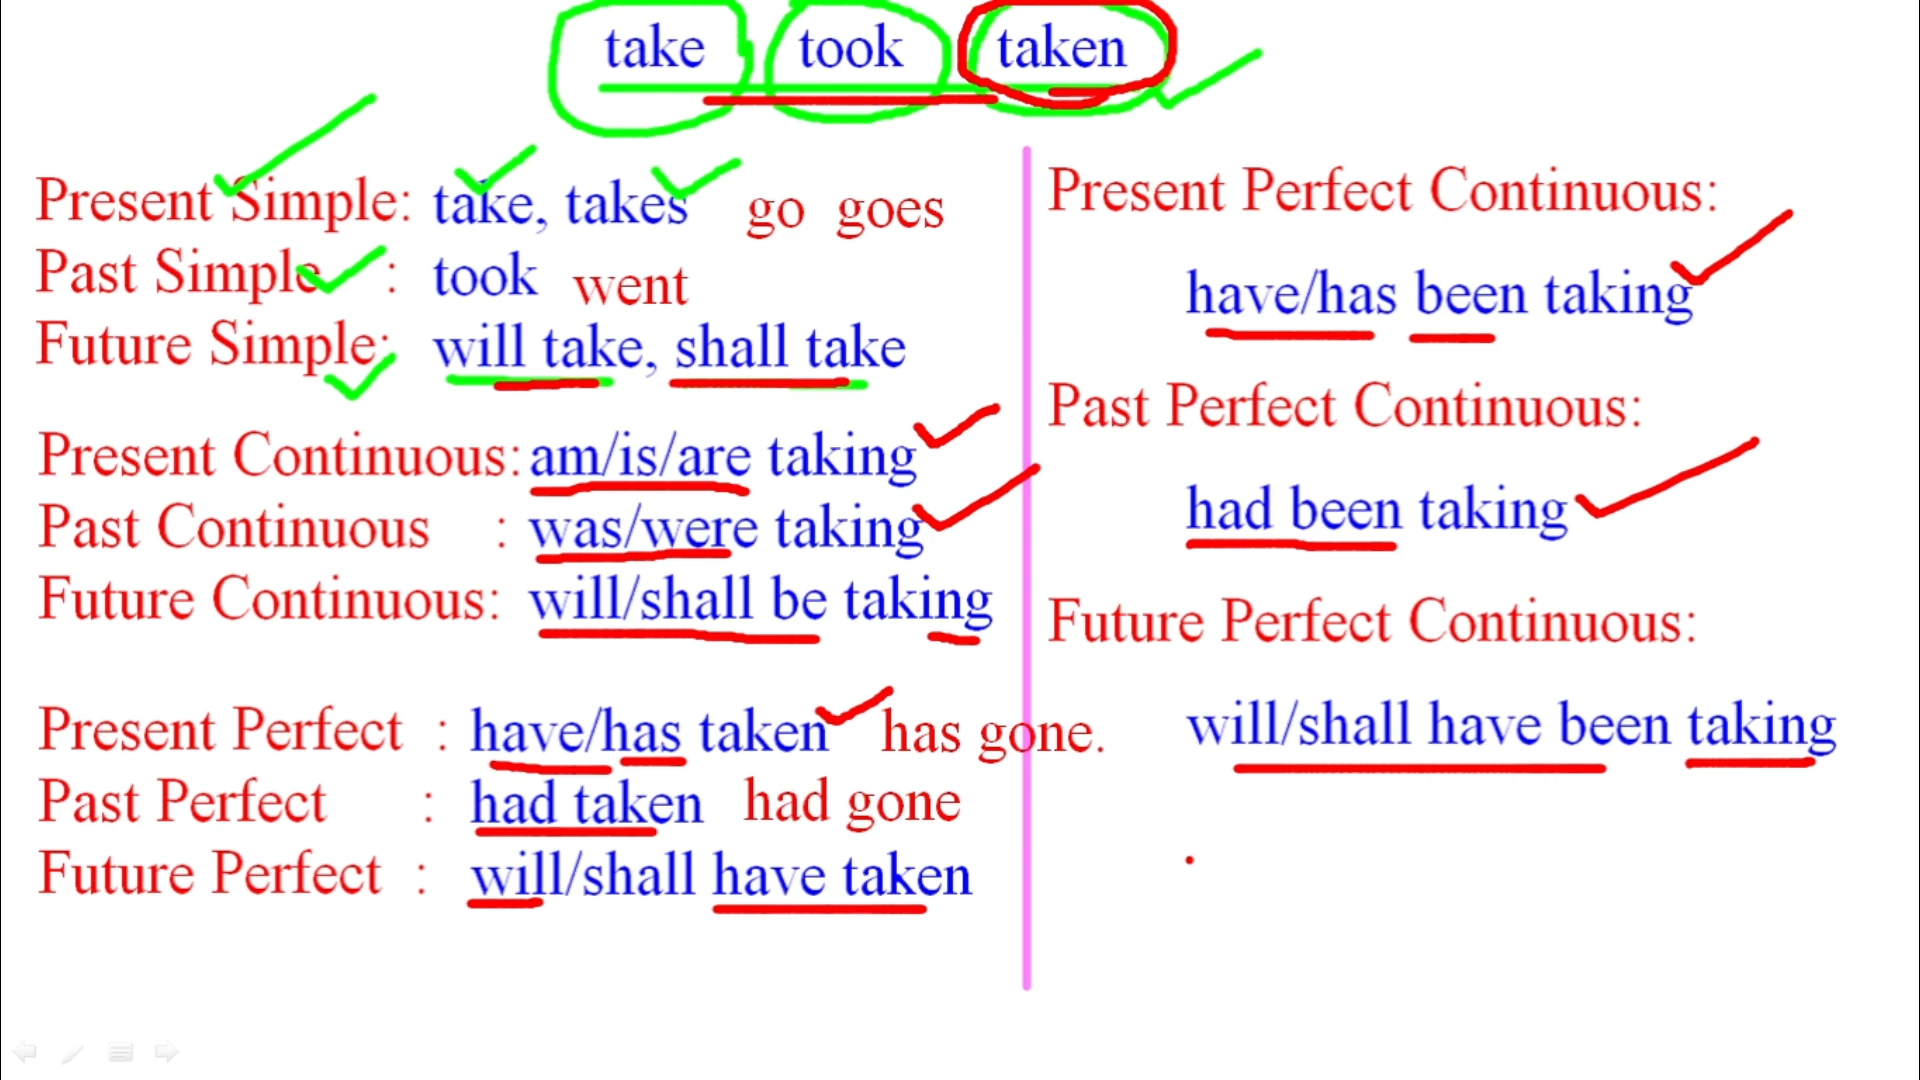 take took taken
Present Simple: take, takes go goes
Past Simple : took went
Future Simple: will take, shall take
Present Continuous: am/is/are taking
Past Continuous : was/were taking
Future Continuous: will/shall be taking
Present Perfect : have/has taken has gone.
Past Perfect : had taken had gone
Future Perfect : will/shall have taken
Present Perfect Continuous:
have/has been taking
Past Perfect Continuous:
had been taking
Future Perfect Continuous:
will/shall have been taking
.